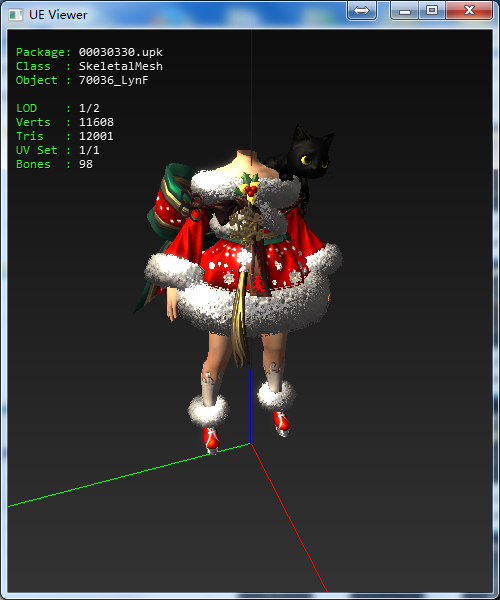 UE Viewer
Package: 00030330.upk
Class : SkeletalMesh
Object : 70036_LynF
LOD : 1/2
Verts : 11608
Tris : 12001
UV Set : 1/1
Bones : 98